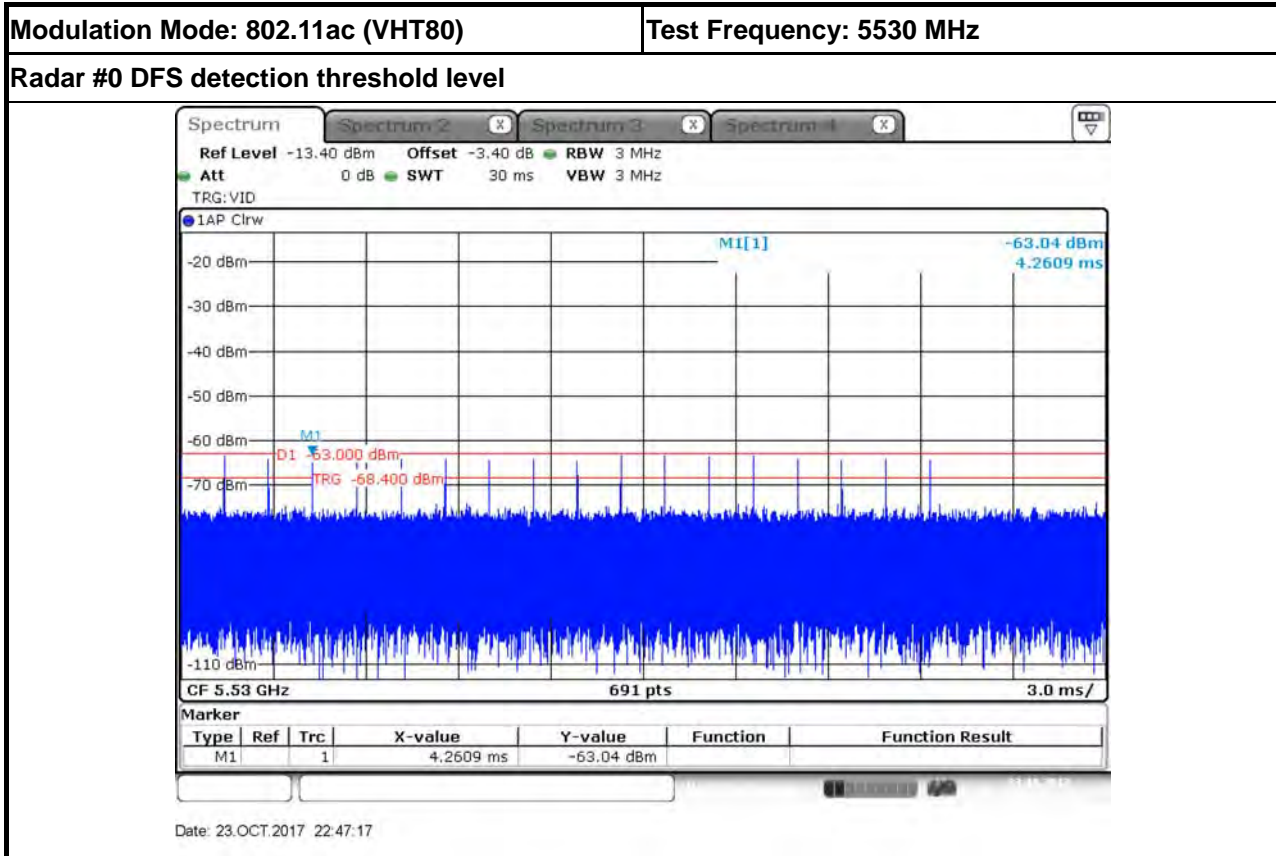 Modulation Mode: 802.11ac (VHT80) Test Frequency: 5530 MHz
Radar #0 DFS detection threshold level
Spectrum Spectrum 2 X Spectrum 3 X Spectrum 4 X
Ref Level -13.40 dBm Offset -3.40 dB RBW 3 MHz
Att 0 dB SWT 30 ms VBW 3 MHz
TRG:VID
1AP Clrw
M1[1] -63.04 dBm
4.2609 ms
-20 dBm
-30 dBm
-40 dBm
-50 dBm
-60 dBm
M1
D1 -63.000 dBm
TRG -68.400 dBm
-70 dBm
-110 dBm
CF 5.53 GHz 691 pts 3.0 ms/
Marker
Type Ref Trc X-value Y-value Function Function Result
M1 1 4.2609 ms -63.04 dBm
Date: 23.OCT.2017 22:47:17